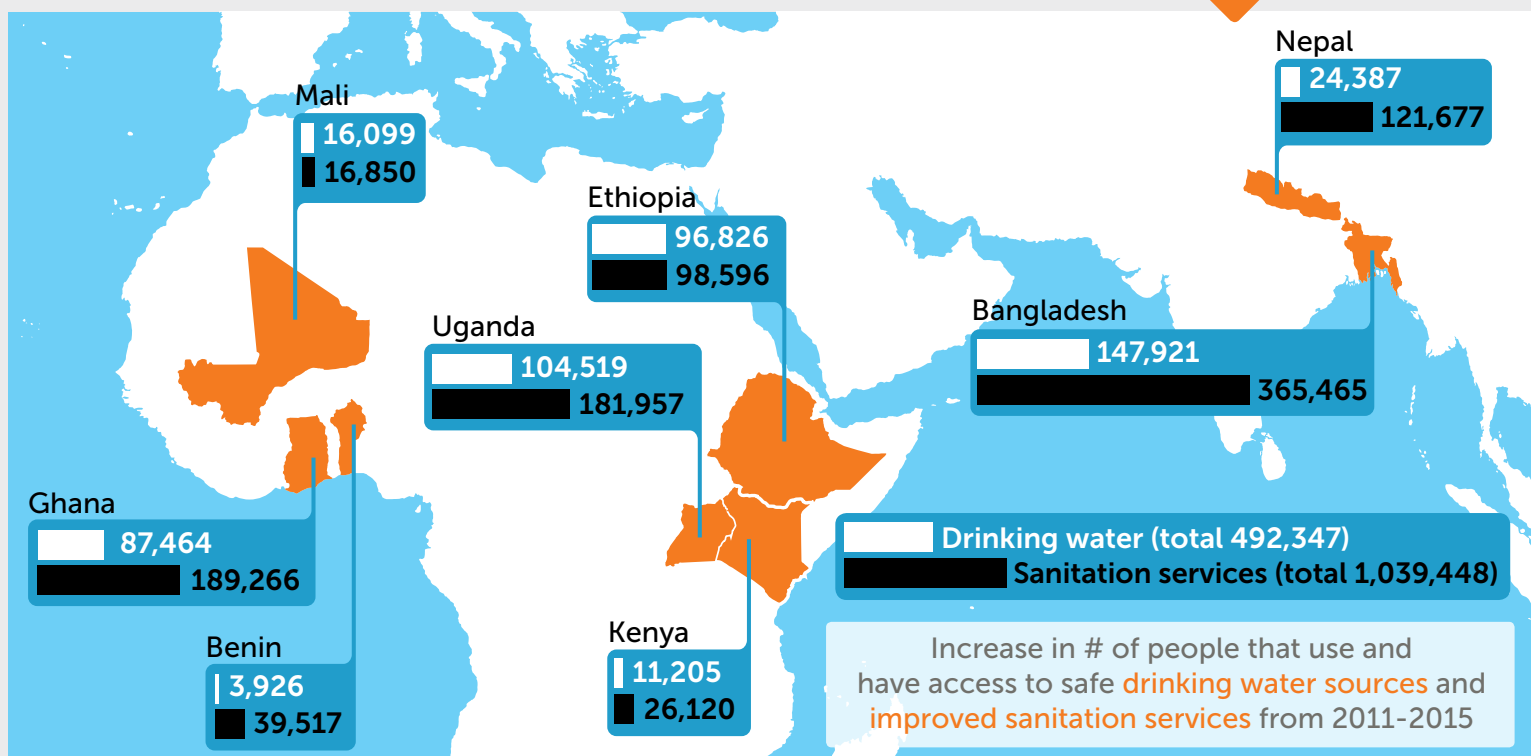 Nepal
24,387
121,677
Mali
16,099
16,850
Ethiopia
96,826
98,596
Uganda
104,519
181,957
Bangladesh
147,921
365,465
Ghana
87,464
189,266
Benin
3,926
39,517
Kenya
11,205
26,120
Drinking water (total 492,347)
Sanitation services (total 1,039,448)
Increase in # of people that use and
have access to safe drinking water sources and
improved sanitation services from 2011-2015